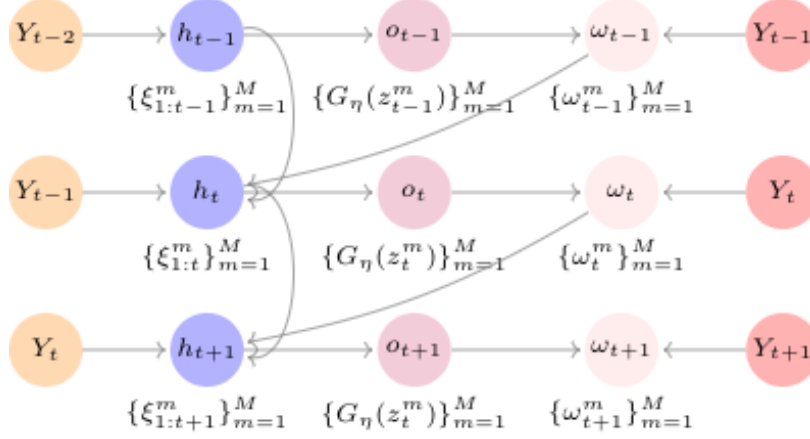 Y_{t-2} h_{t-1} o_{t-1} ω_{t-1} Y_{t-1}
{ξ^m_{1:t-1}}^M_{m=1} {G_η(z^m_{t-1})}^M_{m=1} {ω^m_{t-1}}^M_{m=1}
Y_{t-1} h_t o_t ω_t Y_t
{ξ^m_{1:t}}^M_{m=1} {G_η(z^m_t)}^M_{m=1} {ω^m_t}^M_{m=1}
Y_t h_{t+1} o_{t+1} ω_{t+1} Y_{t+1}
{ξ^m_{1:t+1}}^M_{m=1} {G_η(z^m_t)}^M_{m=1} {ω^m_{t+1}}^M_{m=1}